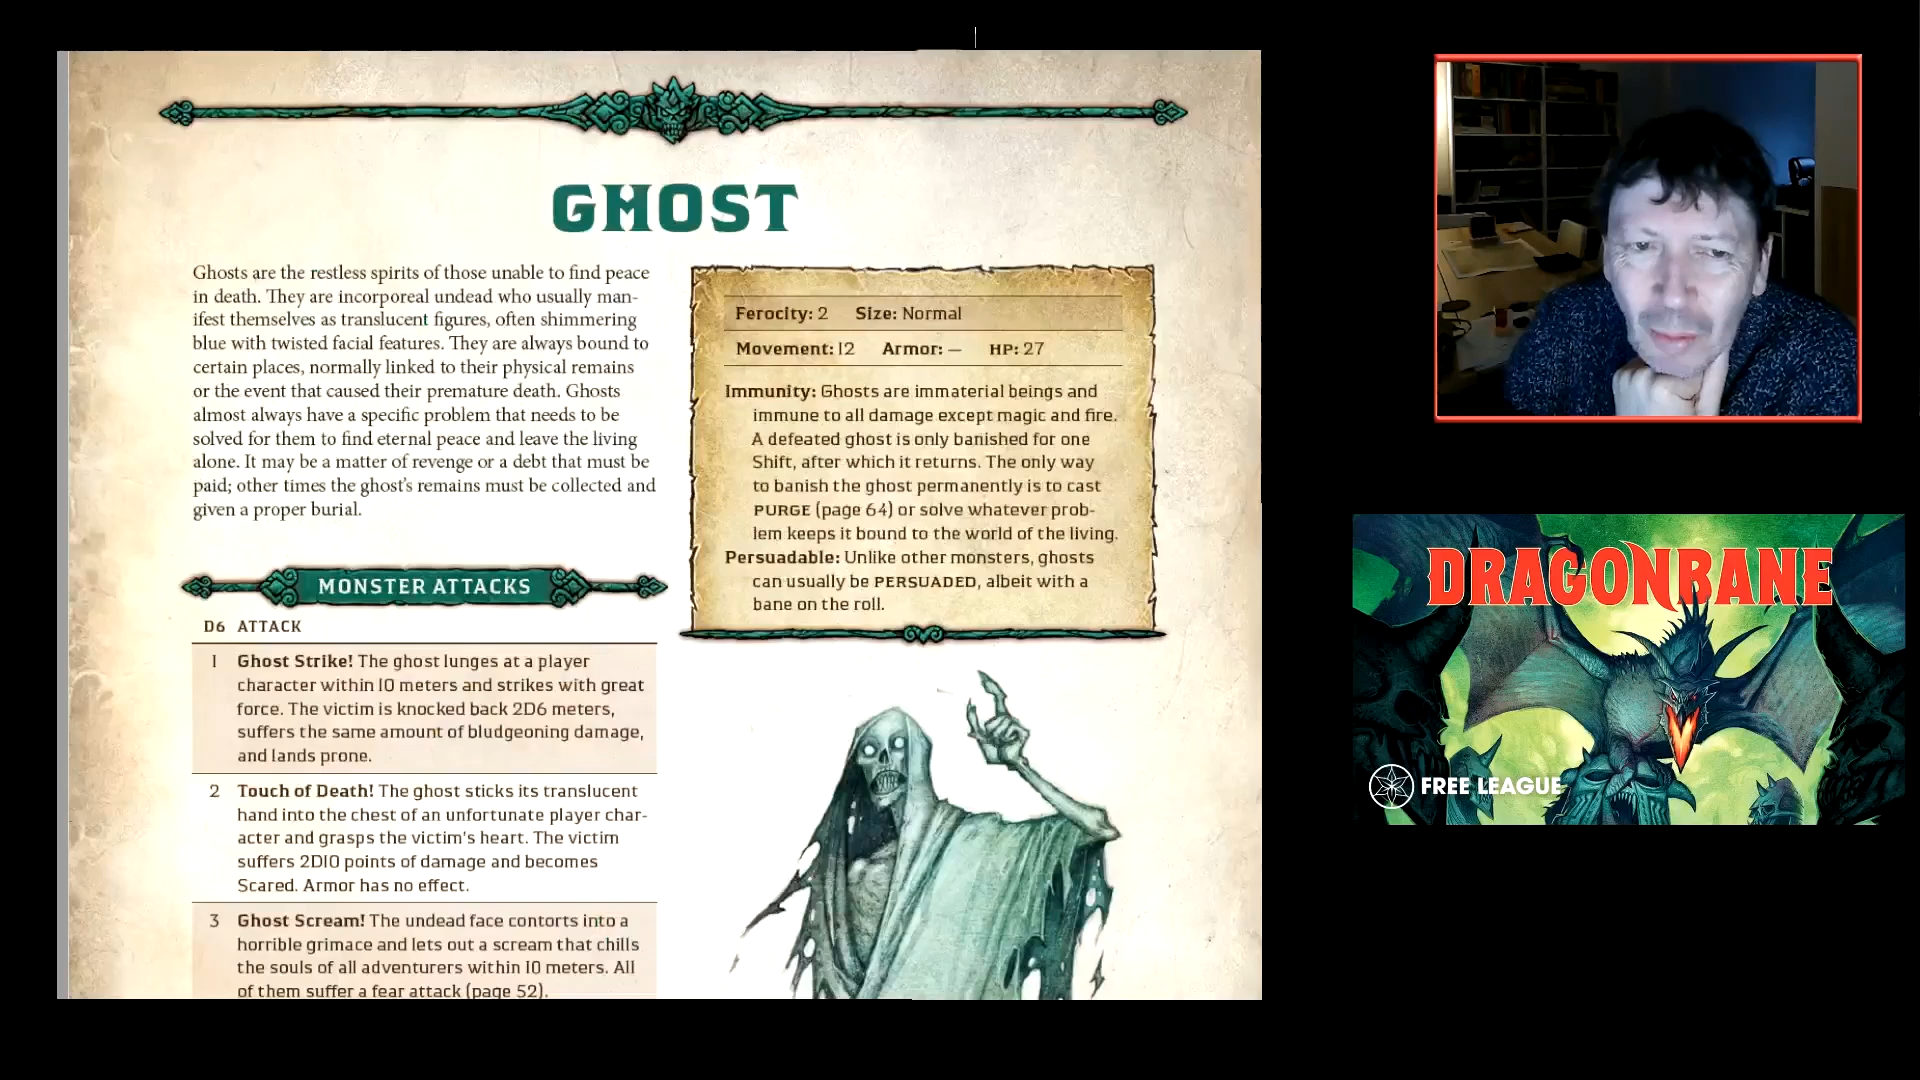 GHOST
Ghosts are the restless spirits of those unable to find peace
in death. They are incorporeal undead who usually man-
ifest themselves as translucent figures, often shimmering
blue with twisted facial features. They are always bound to
certain places, normally linked to their physical remains
or the event that caused their premature death. Ghosts
almost always have a specific problem that needs to be
solved for them to find eternal peace and leave the living
alone. It may be a matter of revenge or a debt that must be
paid; other times the ghost's remains must be collected and
given a proper burial.
MONSTER ATTACKS
D6 ATTACK
1 Ghost Strike! The ghost lunges at a player
character within 10 meters and strikes with great
force. The victim is knocked back 2D6 meters,
suffers the same amount of bludgeoning damage,
and lands prone.
2 Touch of Death! The ghost sticks its translucent
hand into the chest of an unfortunate player char-
acter and grasps the victim's heart. The victim
suffers 2D10 points of damage and becomes
Scared. Armor has no effect.
3 Ghost Scream! The undead face contorts into a
horrible grimace and lets out a scream that chills
the souls of all adventurers within 10 meters. All
of them suffer a fear attack (page 52).
Ferocity: 2 Size: Normal
Movement: 12 Armor: — HP: 27
Immunity: Ghosts are immaterial beings and
immune to all damage except magic and fire.
A defeated ghost is only banished for one
Shift, after which it returns. The only way
to banish the ghost permanently is to cast
PURGE (page 64) or solve whatever prob-
lem keeps it bound to the world of the living.
Persuadable: Unlike other monsters, ghosts
can usually be PERSUADED, albeit with a
bane on the roll.
DRAGONBANE
FREE LEAGUE